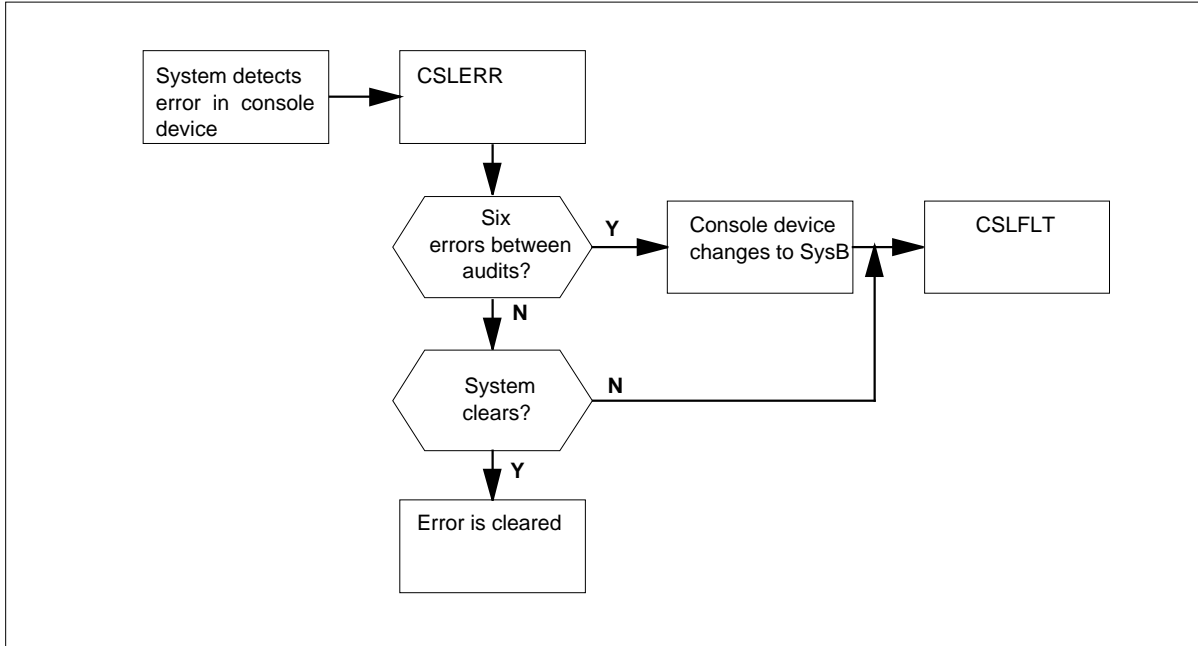 System detects
error in console
device
CSLERR
Six
errors between
audits?
Y
Console device
changes to SysB
CSLFLT
N
System
clears?
N
Y
Error is cleared